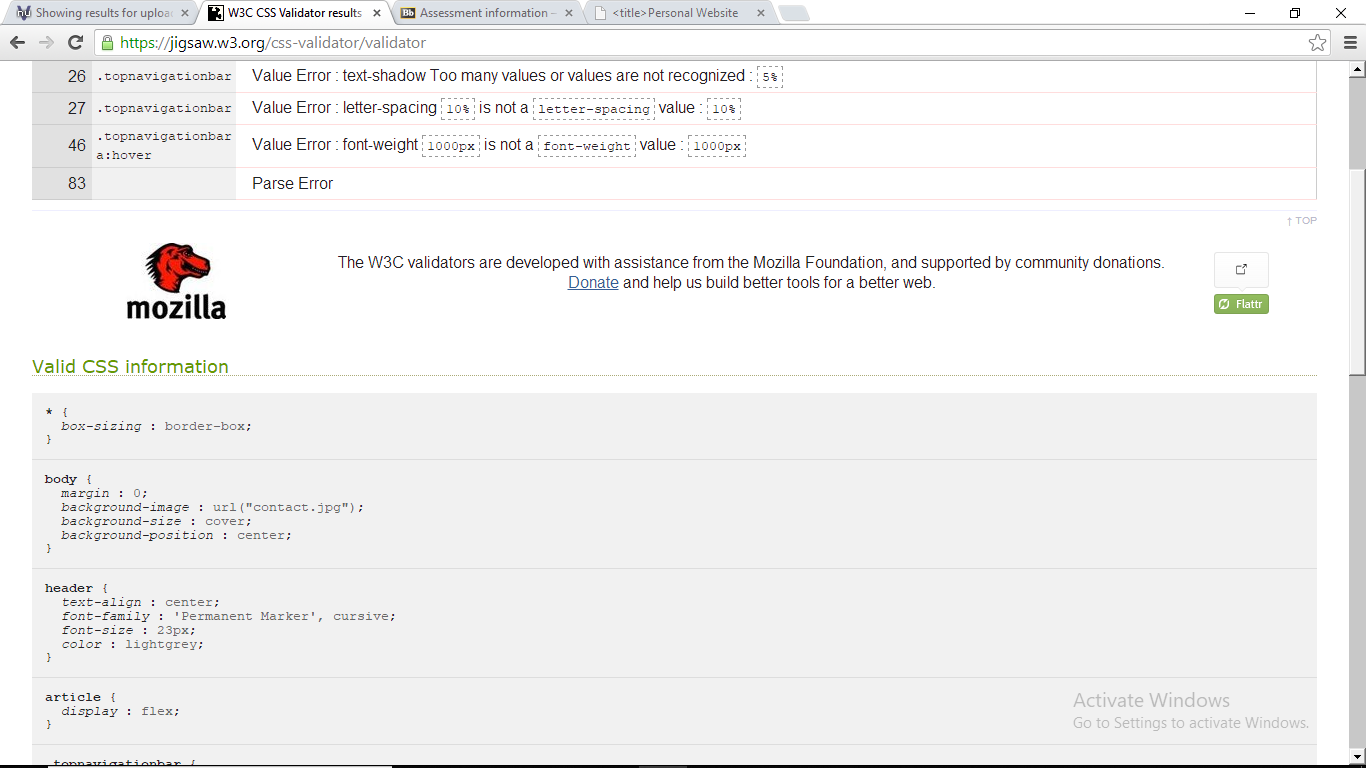 Showing results for uploa
W3C CSS Validator results
Assessment information –
<title>Personal Website
https://jigsaw.w3.org/css-validator/validator
26 .topnavigationbar Value Error : text-shadow Too many values or values are not recognized : 5%
27 .topnavigationbar Value Error : letter-spacing 10% is not a letter-spacing value : 10%
46 .topnavigationbar a:hover Value Error : font-weight 1000px is not a font-weight value : 1000px
83 Parse Error
↑ TOP
mozilla
The W3C validators are developed with assistance from the Mozilla Foundation, and supported by community donations.
Donate and help us build better tools for a better web.
Flattr
Valid CSS information
* {
box-sizing : border-box;
}
body {
margin : 0;
background-image : url("contact.jpg");
background-size : cover;
background-position : center;
}
header {
text-align : center;
font-family : 'Permanent Marker', cursive;
font-size : 23px;
color : lightgrey;
}
article {
display : flex;
}
.topnavigationbar {
Activate Windows
Go to Settings to activate Windows.